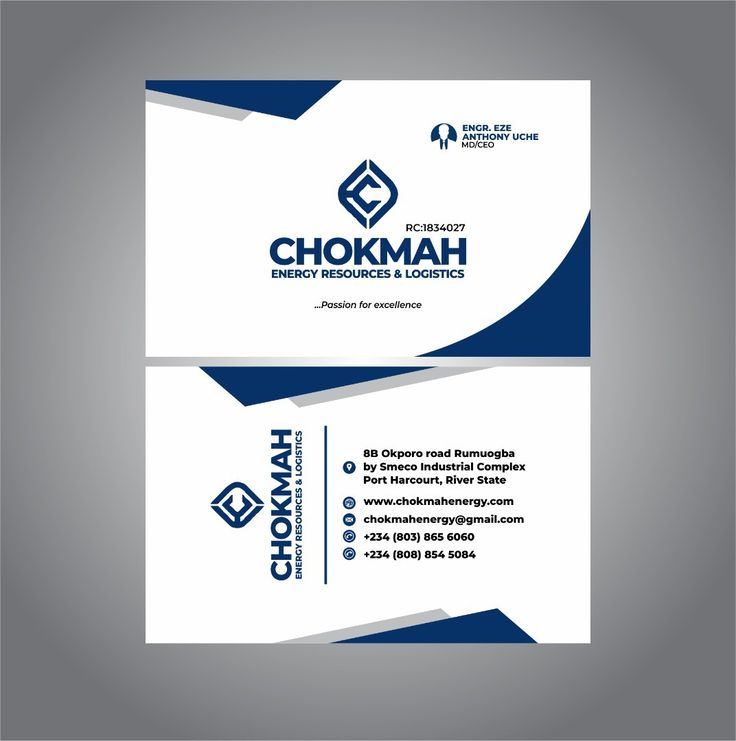 ENGR. EZE
ANTHONY UCHE
MD/CEO
RC:1834027
CHOKMAH
ENERGY RESOURCES & LOGISTICS
...Passion for excellence
CHOKMAH
ENERGY RESOURCES & LOGISTICS
8B Okporo road Rumuogba
by Smeco Industrial Complex
Port Harcourt, River State
www.chokmahenergy.com
chokmahenergy@gmail.com
+234 (803) 865 6060
+234 (808) 854 5084